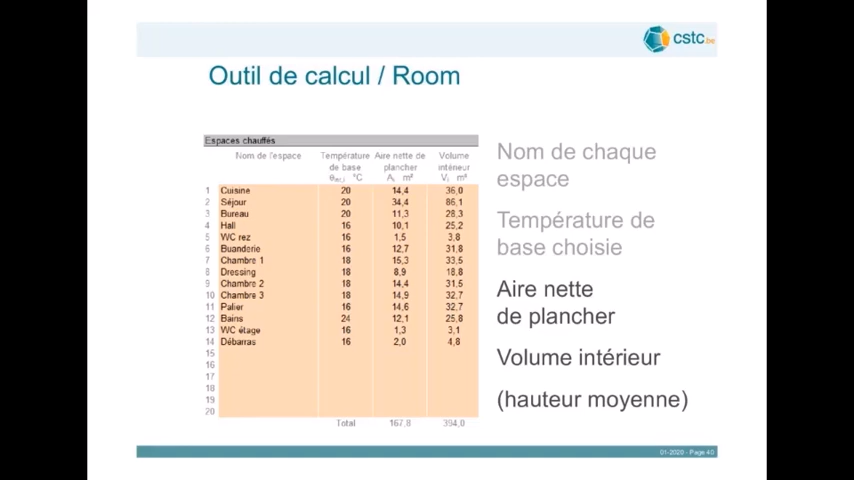 cstc.be
Outil de calcul / Room
Espaces chauffés
Nom de l'espace Température de base θint,i °C Aire nette de plancher Ai m² Volume intérieur Vi m³
1 Cuisine 20 14,4 36,0
2 Séjour 20 34,4 86,1
3 Bureau 20 11,3 28,3
4 Hall 16 10,1 25,2
5 WC rez 16 1,5 3,8
6 Buanderie 16 12,7 31,8
7 Chambre 1 18 15,3 33,5
8 Dressing 18 8,9 18,8
9 Chambre 2 18 14,4 31,5
10 Chambre 3 18 14,9 32,7
11 Palier 16 14,6 32,7
12 Bains 24 12,1 25,8
13 WC étage 16 1,3 3,1
14 Débarras 16 2,0 4,8
15
16
17
18
19
20
Total 167,8 394,0
Nom de chaque
espace
Température de
base choisie
Aire nette
de plancher
Volume intérieur
(hauteur moyenne)
01-2020 - Page 40